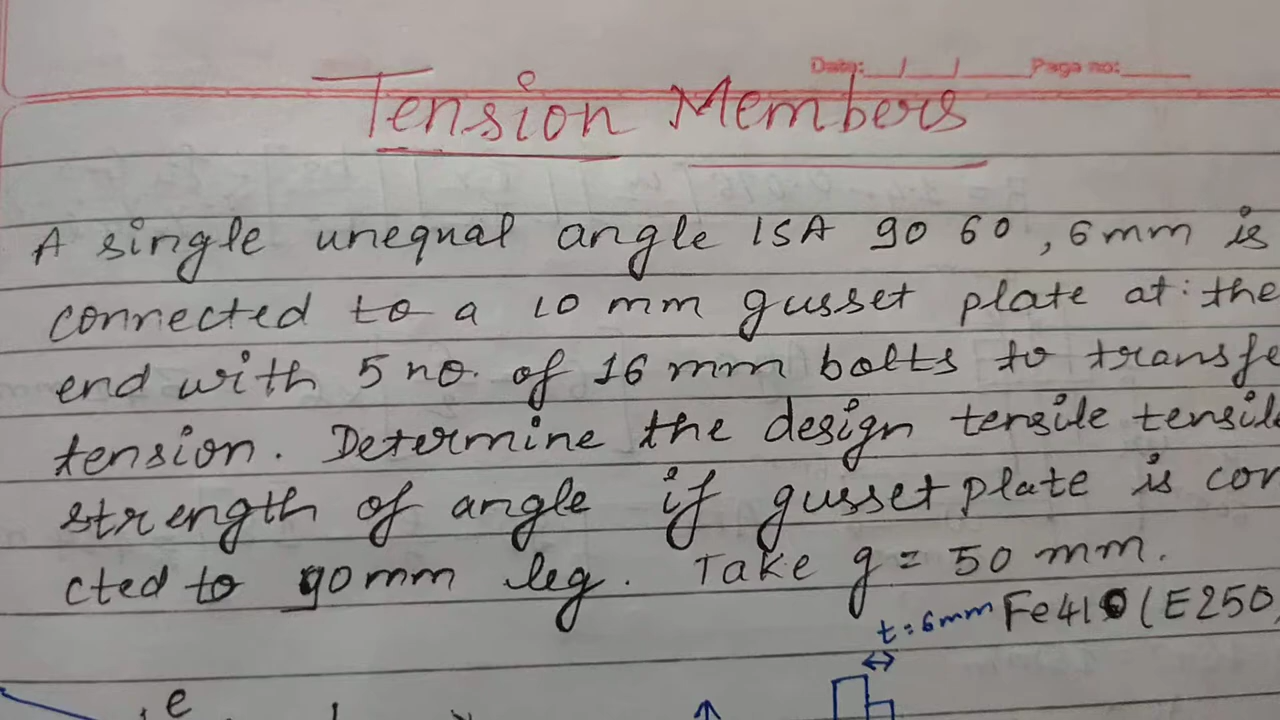 Date: / / Page no:
Tension Members
A single unequal angle ISA 90 60, 6mm is
connected to a 10 mm gusset plate at the
end with 5 no. of 16 mm bolts to transfe
tension. Determine the design tensile tensil
strength of angle if gusset plate is con
cted to 90mm leg. Take g = 50 mm.
t = 6mm Fe410 (E250
e